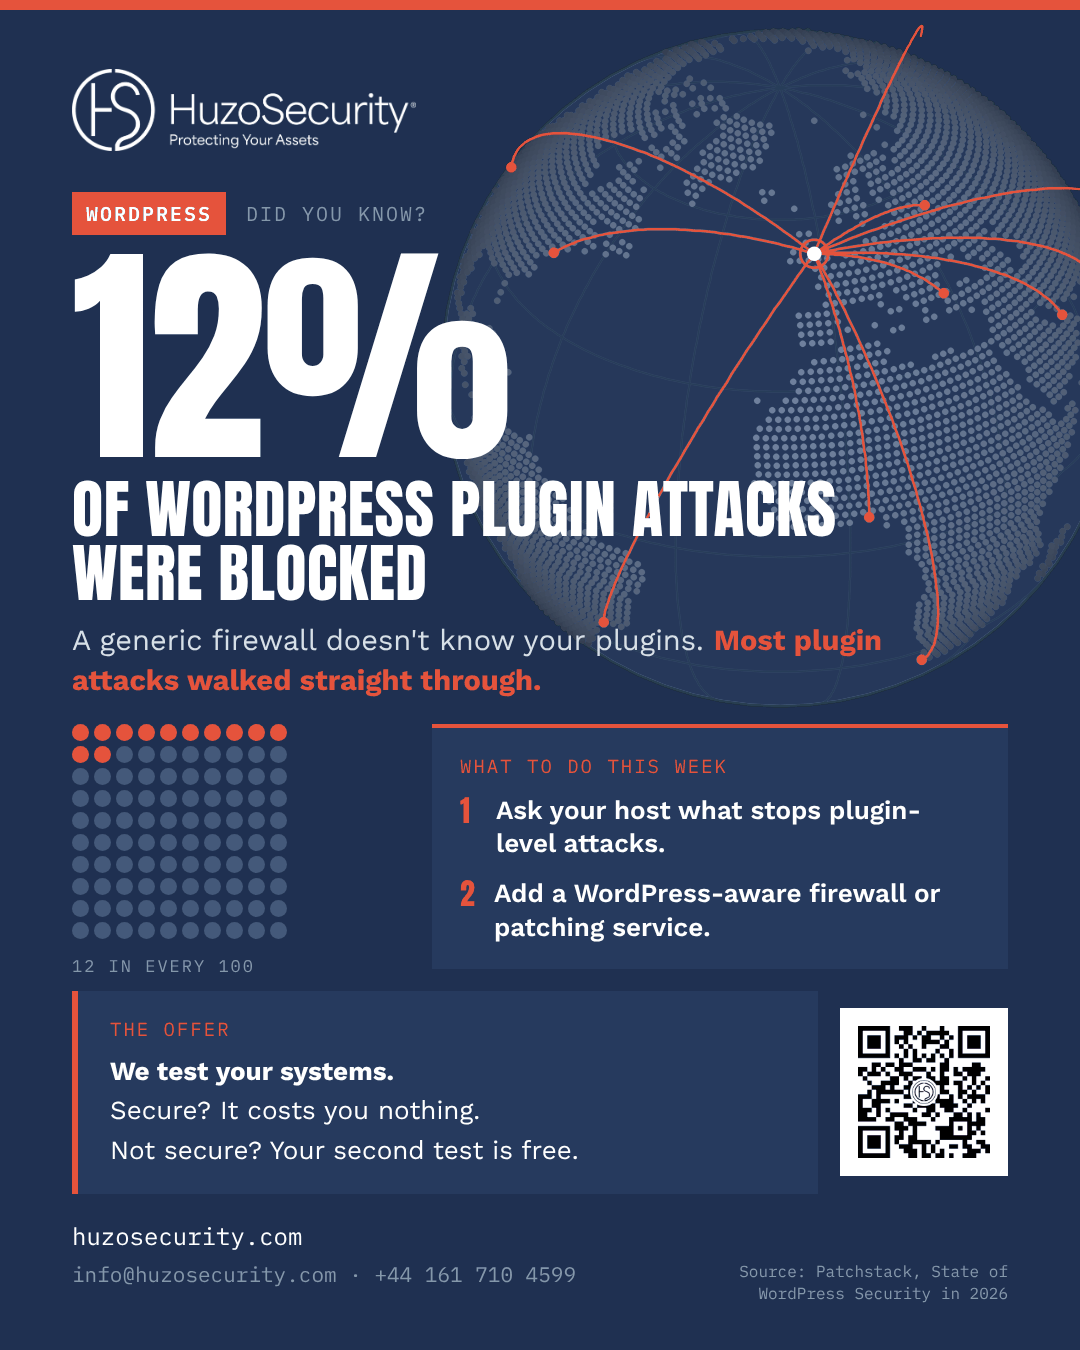 HuzoSecurity®
Protecting Your Assets
WORDPRESS DID YOU KNOW?
12%
OF WORDPRESS PLUGIN ATTACKS
WERE BLOCKED
A generic firewall doesn't know your plugins. Most plugin
attacks walked straight through.
12 IN EVERY 100
WHAT TO DO THIS WEEK
1 Ask your host what stops plugin-
level attacks.
2 Add a WordPress-aware firewall or
patching service.
THE OFFER
We test your systems.
Secure? It costs you nothing.
Not secure? Your second test is free.
huzosecurity.com
info@huzosecurity.com · +44 161 710 4599
Source: Patchstack, State of
WordPress Security in 2026